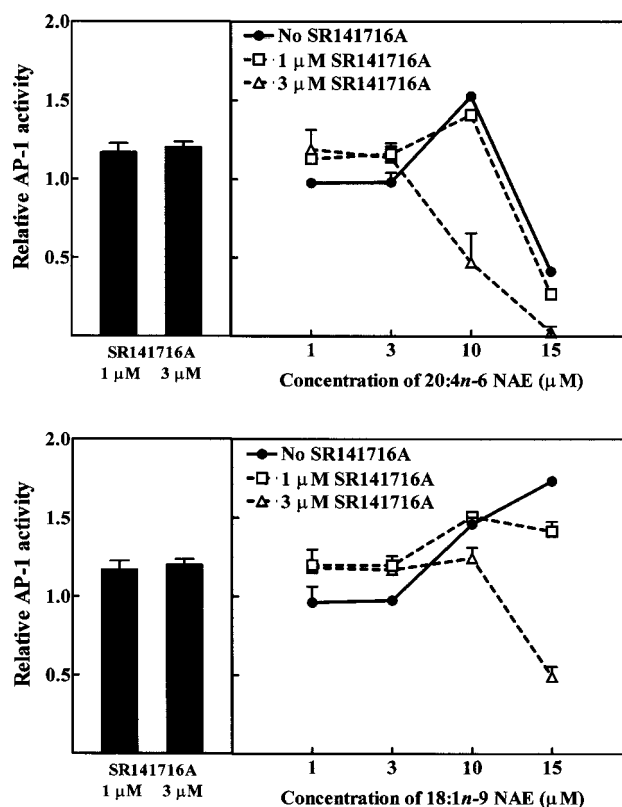 2.0
1.5
1.0
0.5
Relative AP-1 activity
SR141716A
1 μM 3 μM
No SR141716A
1 μM SR141716A
3 μM SR141716A
1 3 10 15
Concentration of 20:4n-6 NAE (μM)
2.0
1.5
1.0
0.5
Relative AP-1 activity
SR141716A
1 μM 3 μM
No SR141716A
1 μM SR141716A
3 μM SR141716A
1 3 10 15
Concentration of 18:1n-9 NAE (μM)